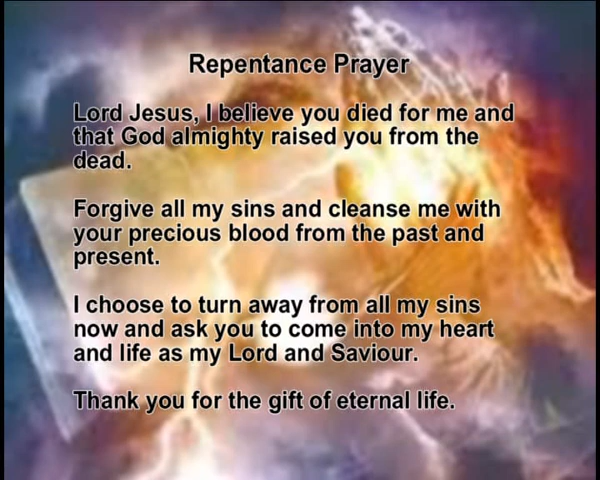 Repentance Prayer
Lord Jesus, I believe you died for me and
that God almighty raised you from the
dead.
Forgive all my sins and cleanse me with
your precious blood from the past and
present.
I choose to turn away from all my sins
now and ask you to come into my heart
and life as my Lord and Saviour.
Thank you for the gift of eternal life.